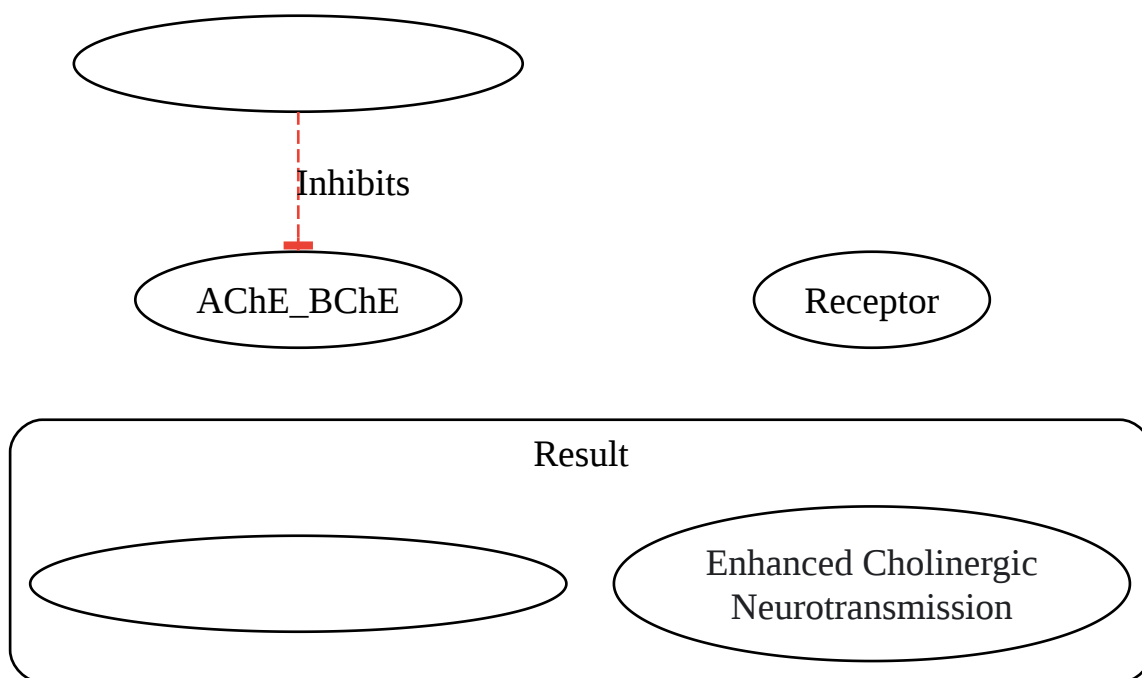 Inhibits
AChE_BChE
Receptor
Result
Enhanced Cholinergic
Neurotransmission